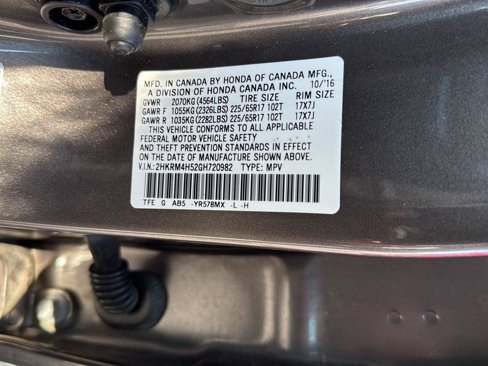 MFD. IN CANADA BY HONDA OF CANADA MFG.,
A DIVISION OF HONDA CANADA INC. 10/'16
GVWR 2070KG (4564LBS) TIRE SIZE RIM SIZE
GAWR F 1055KG (2326LBS) 225/65R17 102T 17X7J
GAWR R 1035KG (2282LBS) 225/65R17 102T 17X7J
THIS VEHICLE CONFORMS TO ALL APPLICABLE
FEDERAL MOTOR VEHICLE SAFETY
AND THEFT PREVENTION STANDARDS IN EFFECT
ON THE DATE OF MANUFACTURE SHOWN ABOVE.
V.I.N.: 2HKRM4H52GH720982 TYPE: MPV
TFE G AB5 -YR578MX -L -H